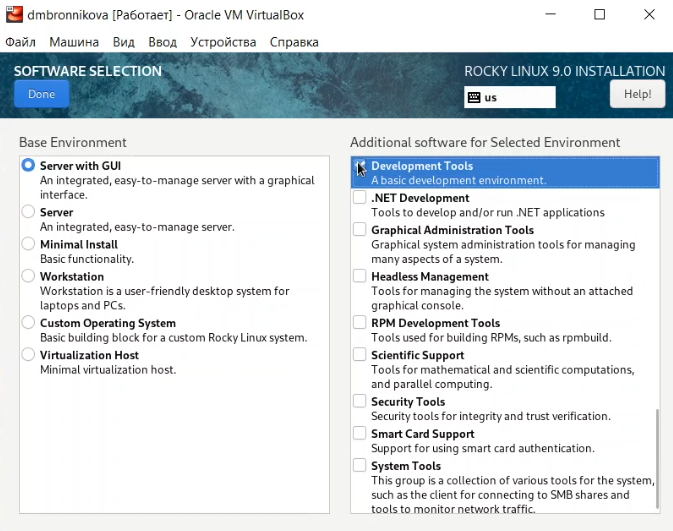 dmbronnikova [Работает] - Oracle VM VirtualBox
Файл Машина Вид Ввод Устройства Справка
SOFTWARE SELECTION
ROCKY LINUX 9.0 INSTALLATION
Done
us
Help!
Base Environment
Server with GUI
An integrated, easy-to-manage server with a graphical
interface.
Server
An integrated, easy-to-manage server.
Minimal Install
Basic functionality.
Workstation
Workstation is a user-friendly desktop system for
laptops and PCs.
Custom Operating System
Basic building block for a custom Rocky Linux system.
Virtualization Host
Minimal virtualization host.
Additional software for Selected Environment
Development Tools
A basic development environment.
.NET Development
Tools to develop and/or run .NET applications
Graphical Administration Tools
Graphical system administration tools for managing
many aspects of a system.
Headless Management
Tools for managing the system without an attached
graphical console.
RPM Development Tools
Tools used for building RPMs, such as rpmbuild.
Scientific Support
Tools for mathematical and scientific computations,
and parallel computing.
Security Tools
Security tools for integrity and trust verification.
Smart Card Support
Support for using smart card authentication.
System Tools
This group is a collection of various tools for the system,
such as the client for connecting to SMB shares and
tools to monitor network traffic.